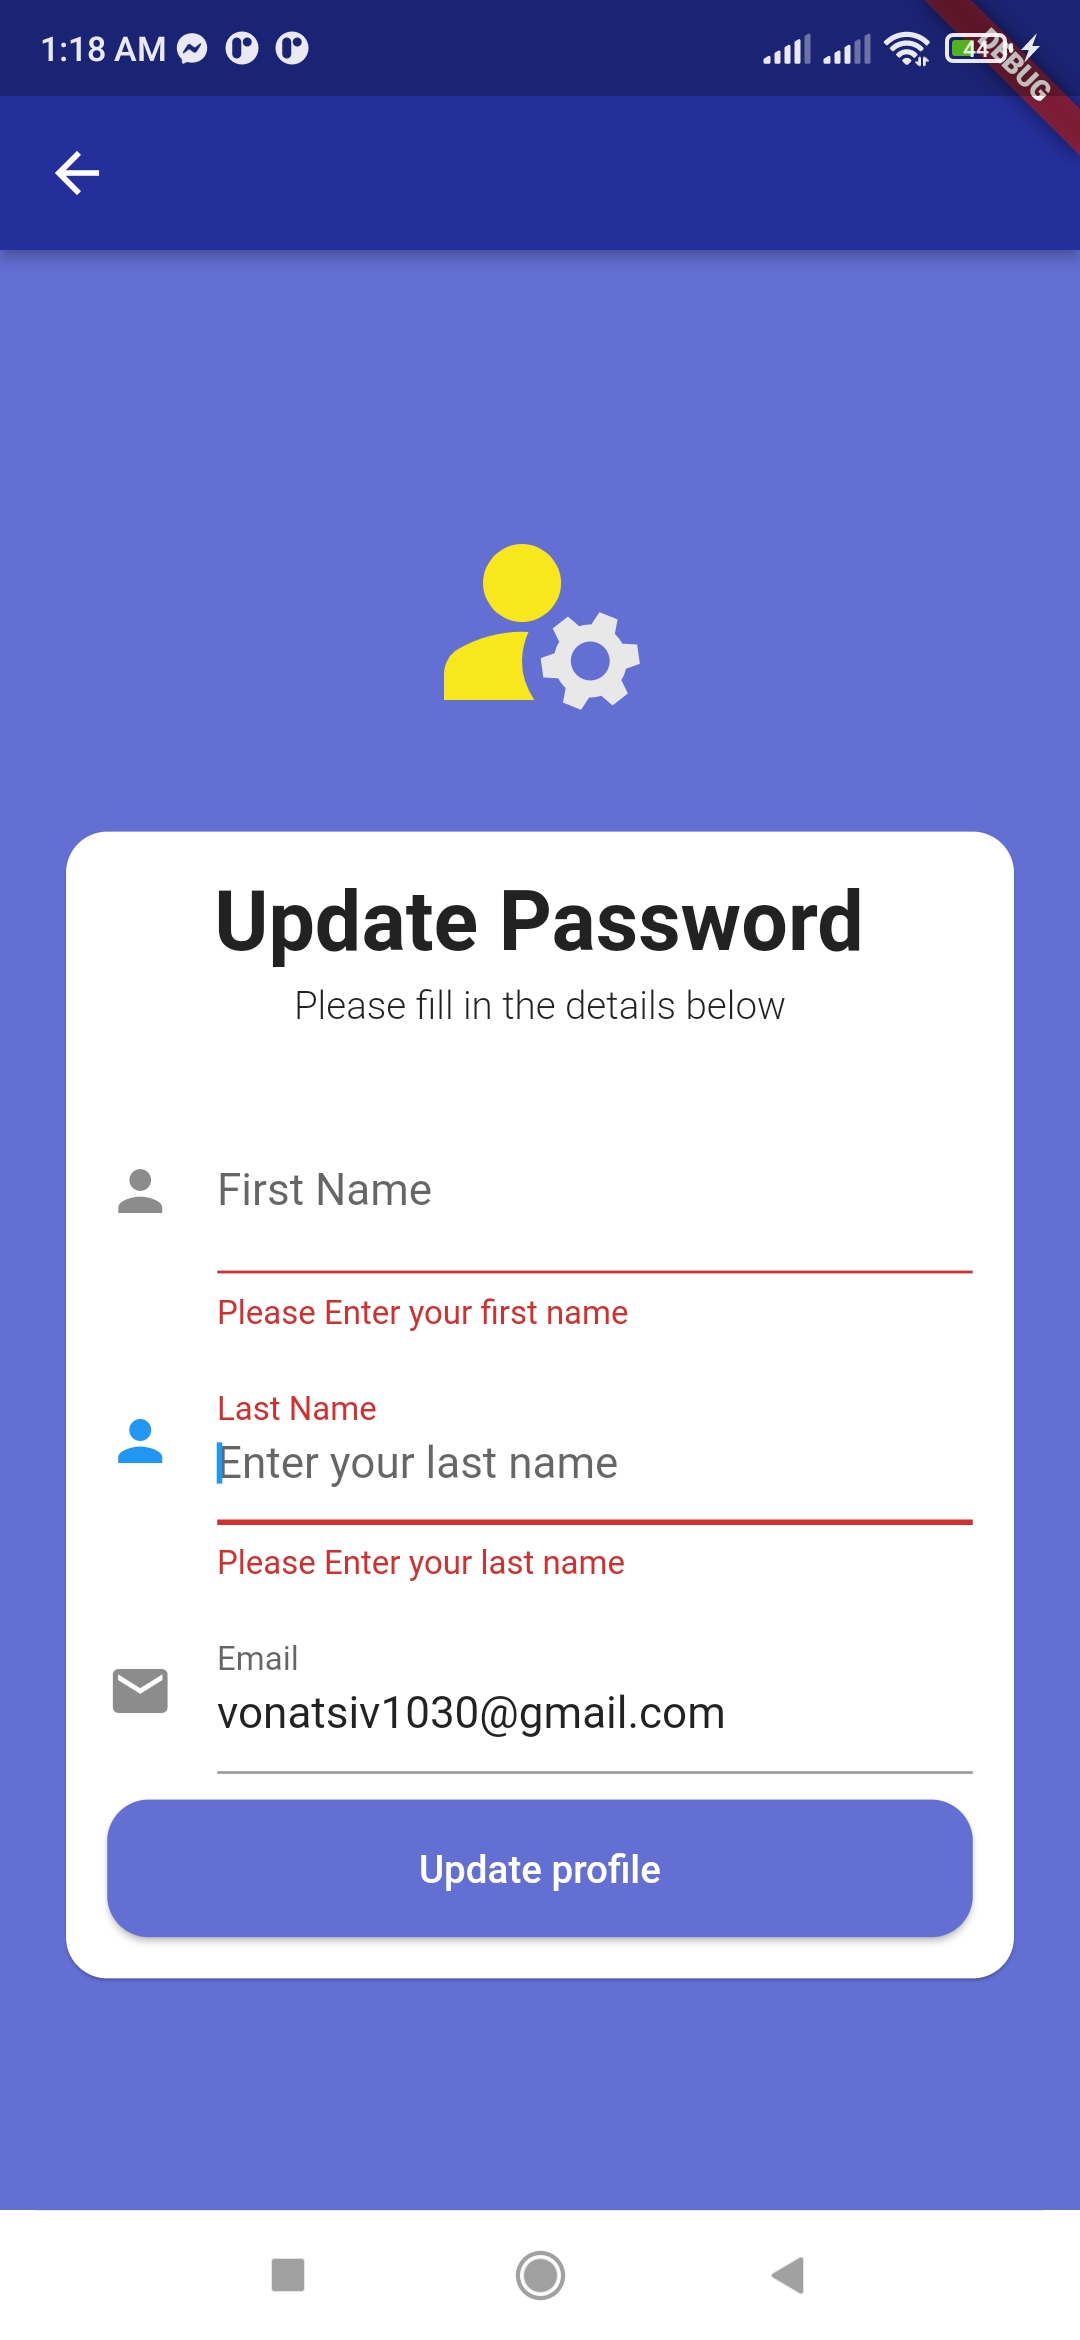 1:18 AM
44
DEBUG
Update Password
Please fill in the details below
First Name
Please Enter your first name
Last Name
Enter your last name
Please Enter your last name
Email
vonatsiv1030@gmail.com
Update profile